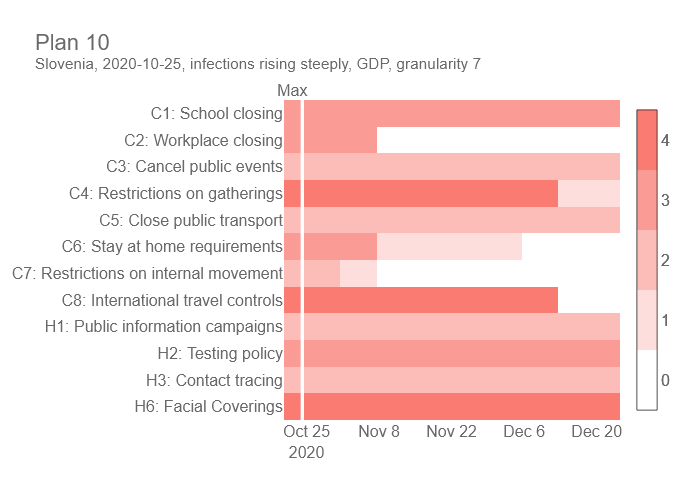 Plan 10
Slovenia, 2020-10-25, infections rising steeply, GDP, granularity 7
Max
C1: School closing
C2: Workplace closing
C3: Cancel public events
C4: Restrictions on gatherings
C5: Close public transport
C6: Stay at home requirements
C7: Restrictions on internal movement
C8: International travel controls
H1: Public information campaigns
H2: Testing policy
H3: Contact tracing
H6: Facial Coverings
Oct 25 Nov 8 Nov 22 Dec 6 Dec 20
2020
4
3
2
1
0